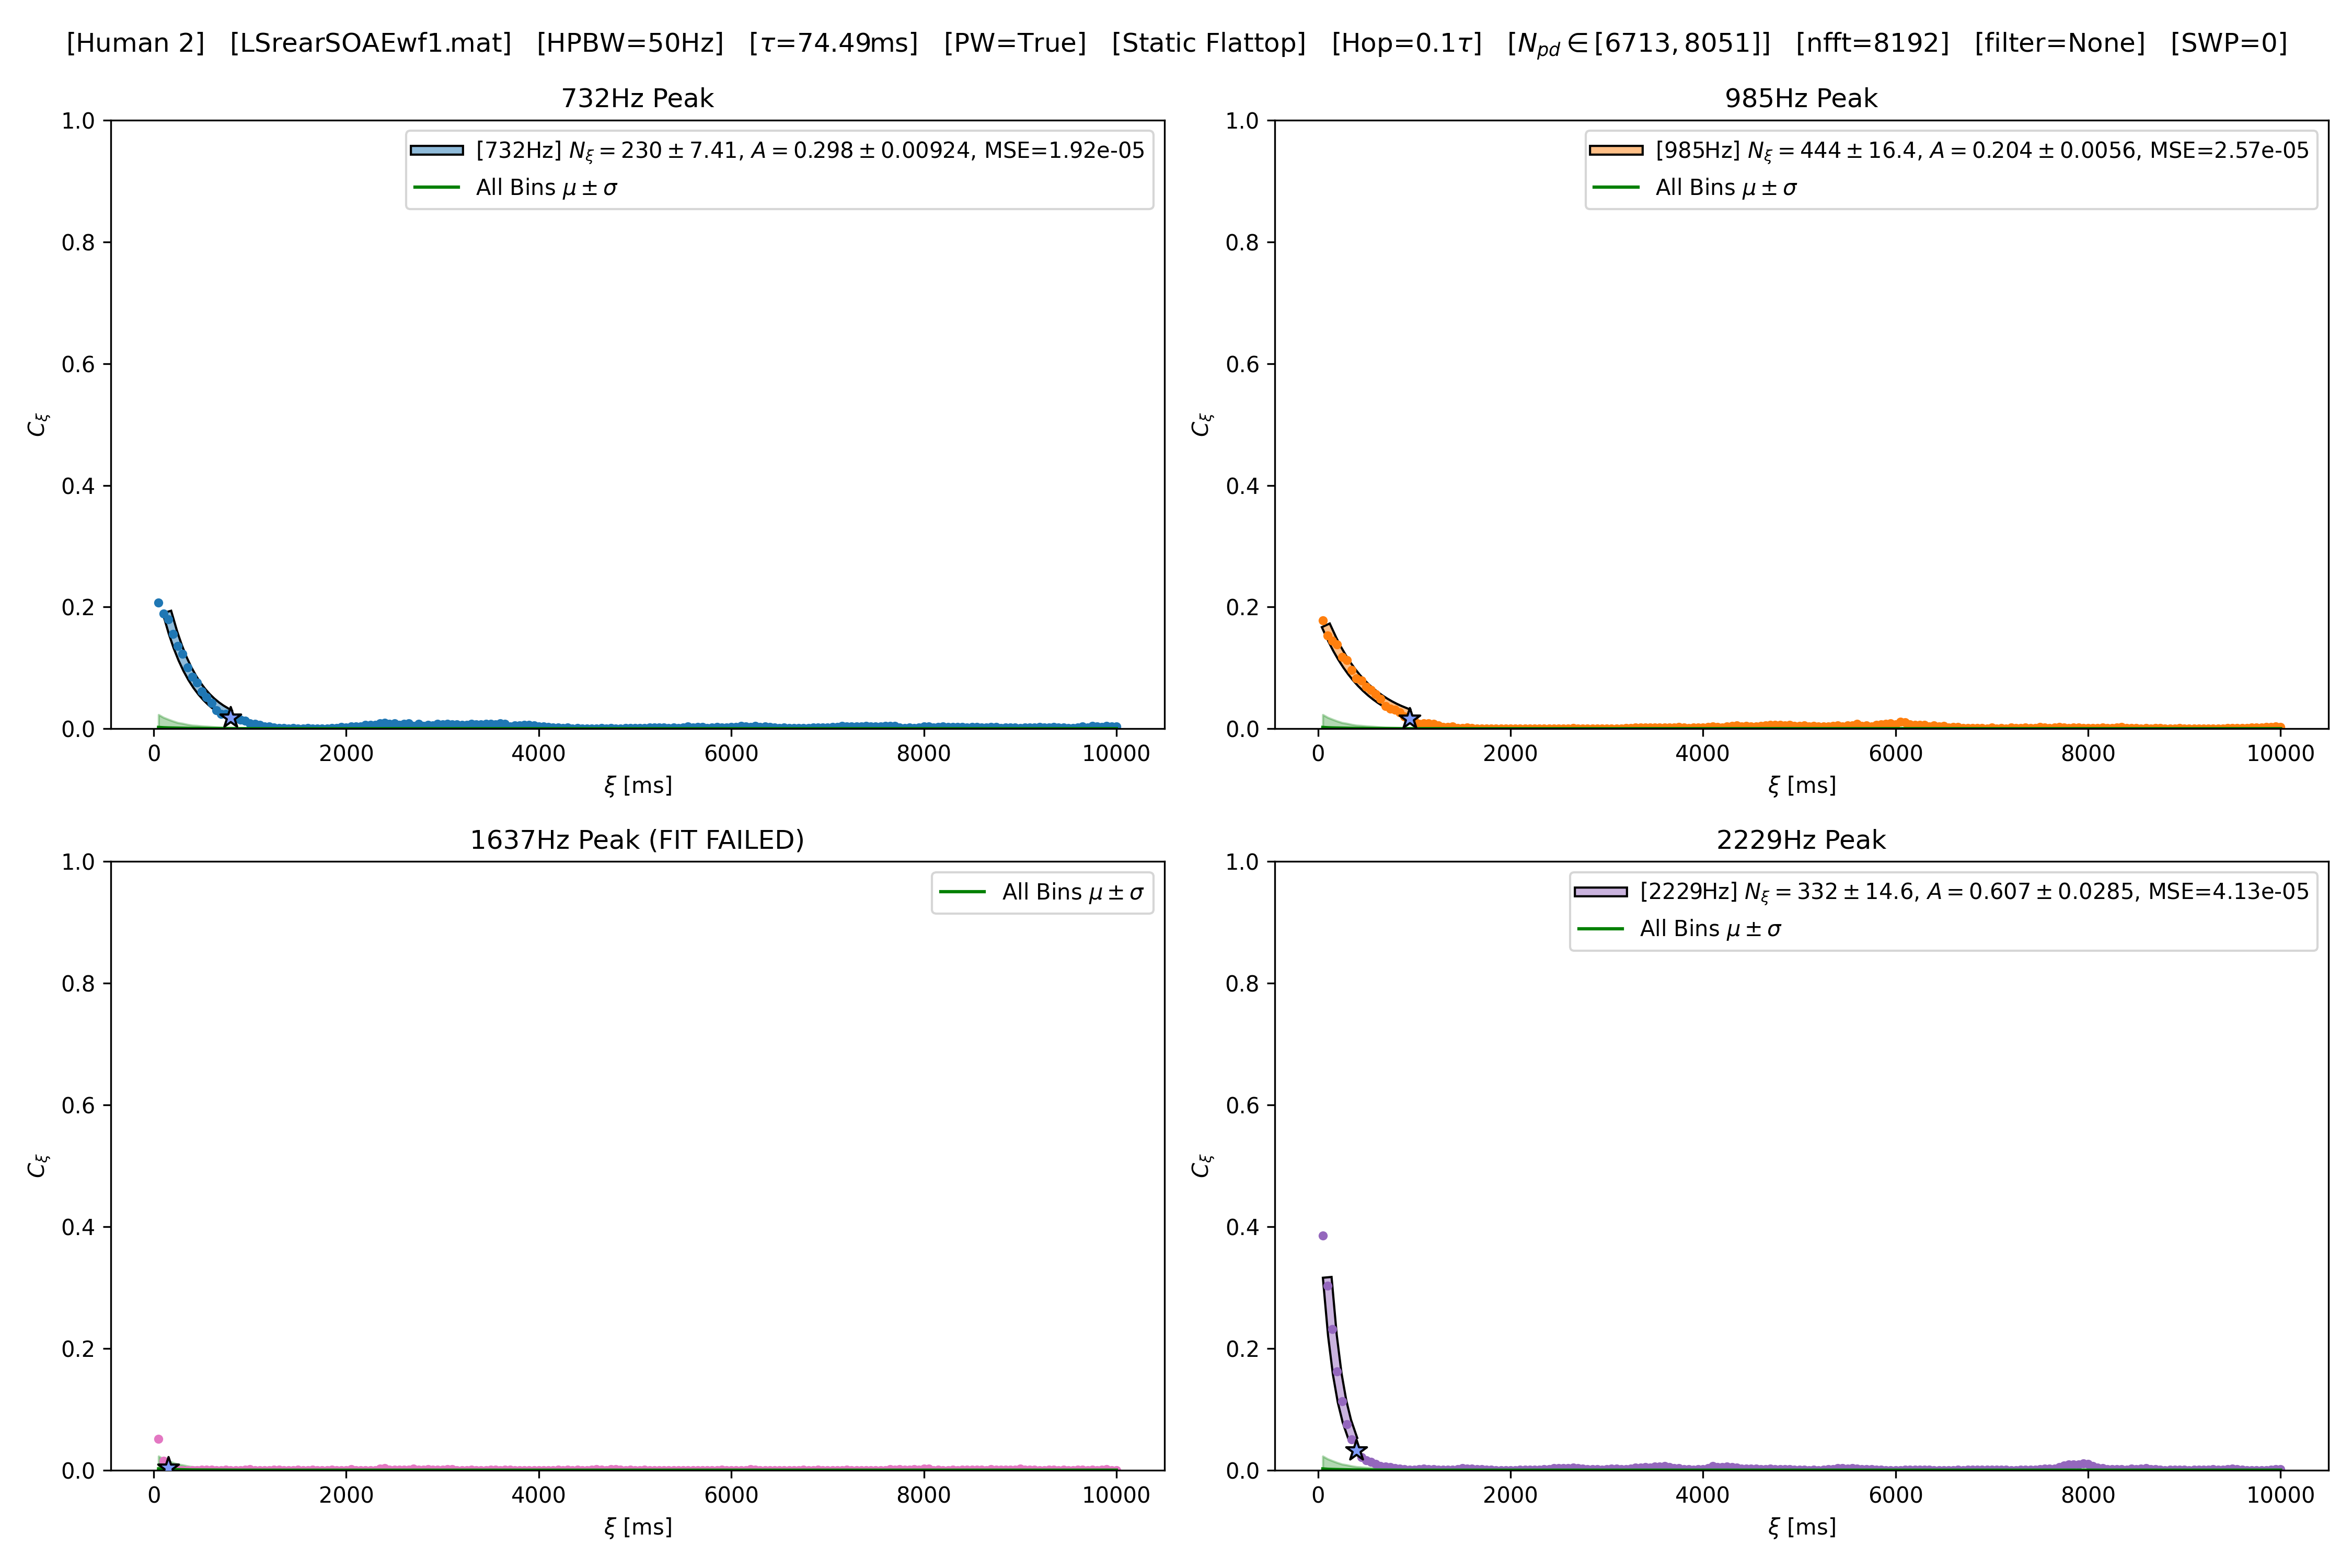 [Human 2] [LSrearSOAEwf1.mat] [HPBW=50Hz] [τ=74.49ms] [PW=True] [Static Flattop] [Hop=0.1τ] [N_pd ∈ [6713, 8051]] [nfft=8192] [filter=None] [SWP=0]
732Hz Peak
1.0
0.8
0.6
0.4
0.2
0.0
C_ξ
[732Hz] N_ξ = 230 ± 7.41, A = 0.298 ± 0.00924, MSE=1.92e-05
All Bins μ ± σ
0 2000 4000 6000 8000 10000
ξ [ms]
985Hz Peak
1.0
0.8
0.6
0.4
0.2
0.0
C_ξ
[985Hz] N_ξ = 444 ± 16.4, A = 0.204 ± 0.0056, MSE=2.57e-05
All Bins μ ± σ
0 2000 4000 6000 8000 10000
ξ [ms]
1637Hz Peak (FIT FAILED)
1.0
0.8
0.6
0.4
0.2
0.0
C_ξ
All Bins μ ± σ
0 2000 4000 6000 8000 10000
ξ [ms]
2229Hz Peak
1.0
0.8
0.6
0.4
0.2
0.0
C_ξ
[2229Hz] N_ξ = 332 ± 14.6, A = 0.607 ± 0.0285, MSE=4.13e-05
All Bins μ ± σ
0 2000 4000 6000 8000 10000
ξ [ms]